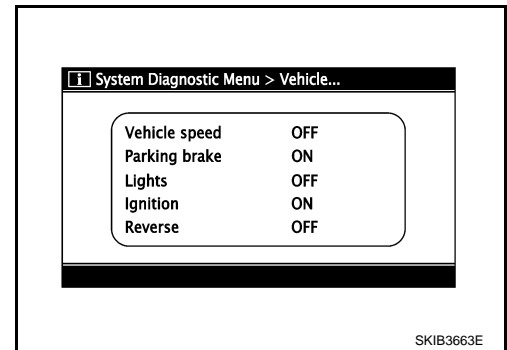 i System Diagnostic Menu > Vehicle...
Vehicle speed OFF
Parking brake ON
Lights OFF
Ignition ON
Reverse OFF
SKIB3663E